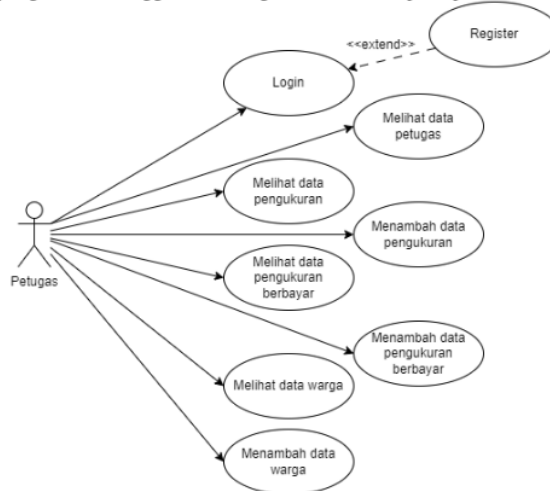 Register
<<extend>>
Login
Melihat data
petugas
Melihat data
pengukuran
Menambah data
pengukuran
Petugas
Melihat data
pengukuran
berbayar
Menambah data
pengukuran
berbayar
Melihat data warga
Menambah data
warga